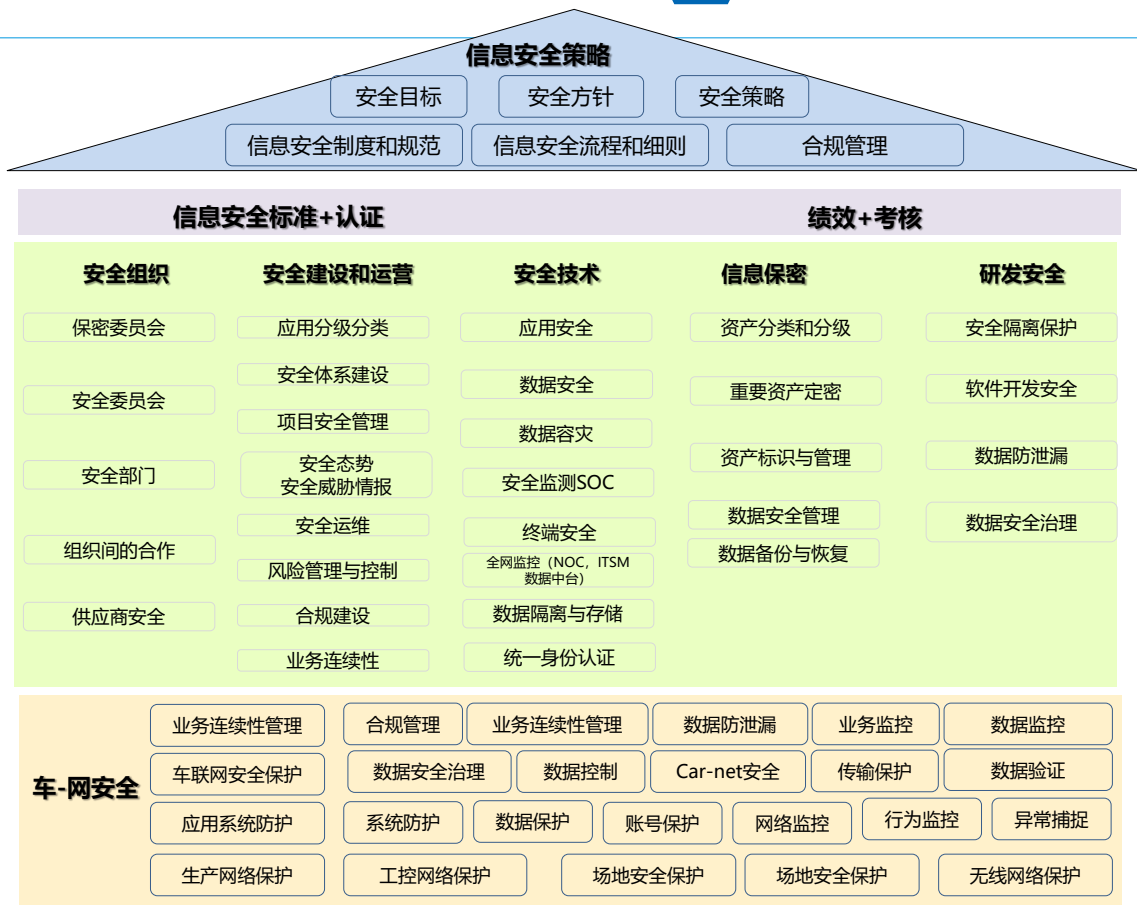 信息安全策略
安全目标
安全方针
安全策略
信息安全制度和规范
信息安全流程和细则
合规管理
信息安全标准+认证
绩效+考核
安全组织
保密委员会
安全委员会
安全部门
组织间的合作
供应商安全
安全建设和运营
应用分级分类
安全体系建设
项目安全管理
安全态势
安全威胁情报
安全运维
风险管理与控制
合规建设
业务连续性
安全技术
应用安全
数据安全
数据容灾
安全监测SOC
终端安全
全网监控（NOC，ITSM
数据中台）
数据隔离与存储
统一身份认证
信息保密
资产分类和分级
重要资产定密
资产标识与管理
数据安全管理
数据备份与恢复
研发安全
安全隔离保护
软件开发安全
数据防泄漏
数据安全治理
车-网安全
业务连续性管理
合规管理
业务连续性管理
数据防泄漏
业务监控
数据监控
车联网安全保护
数据安全治理
数据控制
Car-net安全
传输保护
数据验证
应用系统防护
系统防护
数据保护
账号保护
网络监控
行为监控
异常捕捉
生产网络保护
工控网络保护
场地安全保护
场地安全保护
无线网络保护